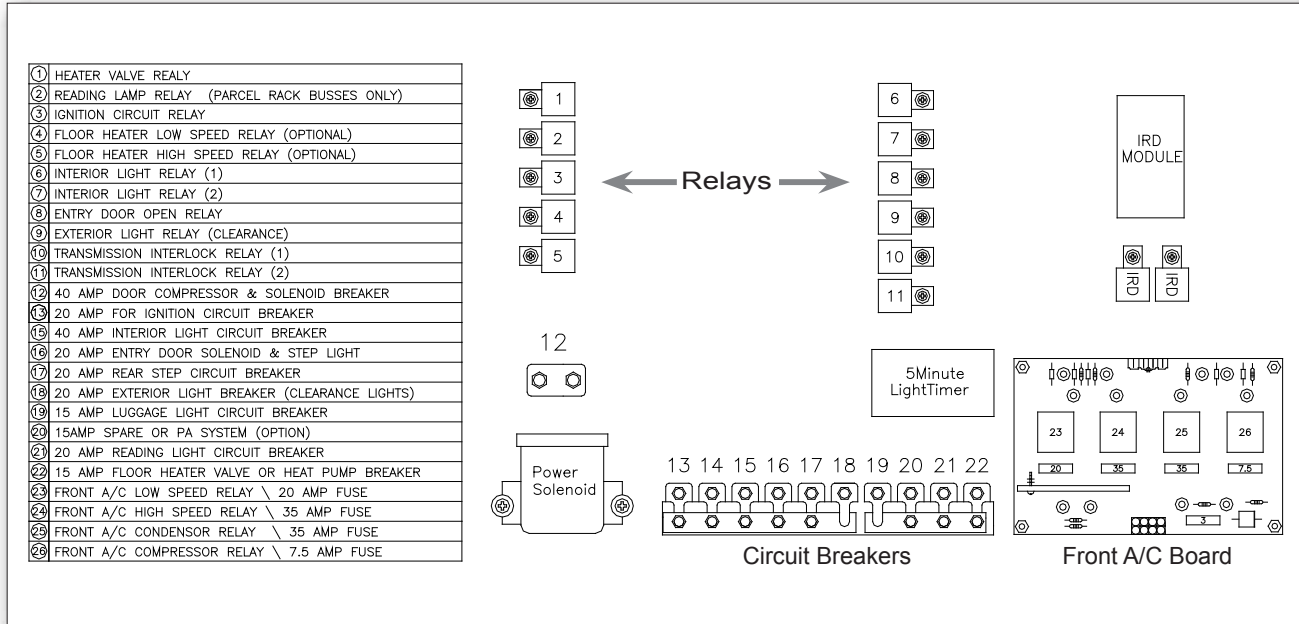 ① HEATER VALVE REALY
② READING LAMP RELAY (PARCEL RACK BUSSES ONLY)
③ IGNITION CIRCUIT RELAY
④ FLOOR HEATER LOW SPEED RELAY (OPTIONAL)
⑤ FLOOR HEATER HIGH SPEED RELAY (OPTIONAL)
⑥ INTERIOR LIGHT RELAY (1)
⑦ INTERIOR LIGHT RELAY (2)
⑧ ENTRY DOOR OPEN RELAY
⑨ EXTERIOR LIGHT RELAY (CLEARANCE)
⑩ TRANSMISSION INTERLOCK RELAY (1)
⑪ TRANSMISSION INTERLOCK RELAY (2)
⑫ 40 AMP DOOR COMPRESSOR & SOLENOID BREAKER
⑬ 20 AMP FOR IGNITION CIRCUIT BREAKER
⑮ 40 AMP INTERIOR LIGHT CIRCUIT BREAKER
⑯ 20 AMP ENTRY DOOR SOLENOID & STEP LIGHT
⑰ 20 AMP REAR STEP CIRCUIT BREAKER
⑱ 20 AMP EXTERIOR LIGHT BREAKER (CLEARANCE LIGHTS)
⑲ 15 AMP LUGGAGE LIGHT CIRCUIT BREAKER
⑳ 15AMP SPARE OR PA SYSTEM (OPTION)
㉑ 20 AMP READING LIGHT CIRCUIT BREAKER
㉒ 15 AMP FLOOR HEATER VALVE OR HEAT PUMP BREAKER
㉓ FRONT A/C LOW SPEED RELAY \ 20 AMP FUSE
㉔ FRONT A/C HIGH SPEED RELAY \ 35 AMP FUSE
㉕ FRONT A/C CONDENSOR RELAY \ 35 AMP FUSE
㉖ FRONT A/C COMPRESSOR RELAY \ 7.5 AMP FUSE
1
2
3
4
5
Relays
6
7
8
9
10
11
IRD
MODULE
IRD
IRD
12
Power
Solenoid
5Minute
LightTimer
13 14 15 16 17 18 19 20 21 22
Circuit Breakers
23 24 25 26
20 35 35 7.5
3
Front A/C Board